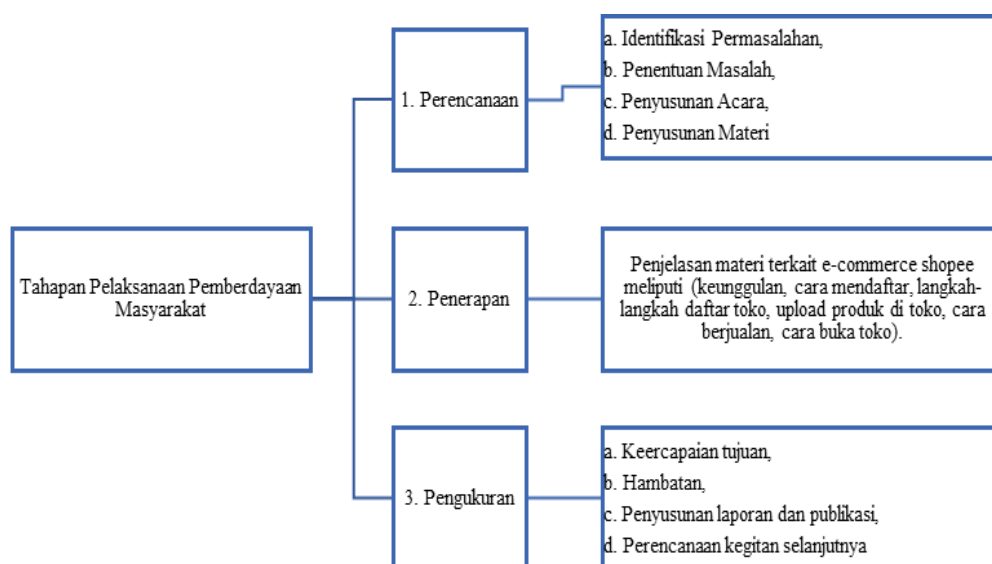 Tahapan Pelaksanaan Pemberdayaan
Masyarakat
1. Perencanaan
a. Identifikasi Permasalahan,
b. Penentuan Masalah,
c. Penyusunan Acara,
d. Penyusunan Materi
2. Penerapan
Penjelasan materi terkait e-commerce shopee
meliputi (keunggulan, cara mendaftar, langkah-
langkah daftar toko, upload produk di toko, cara
berjualan, cara buka toko).
3. Pengukuran
a. Keercapaian tujuan,
b. Hambatan,
c. Penyusunan laporan dan publikasi,
d. Perencanaan kegitan selanjutnya